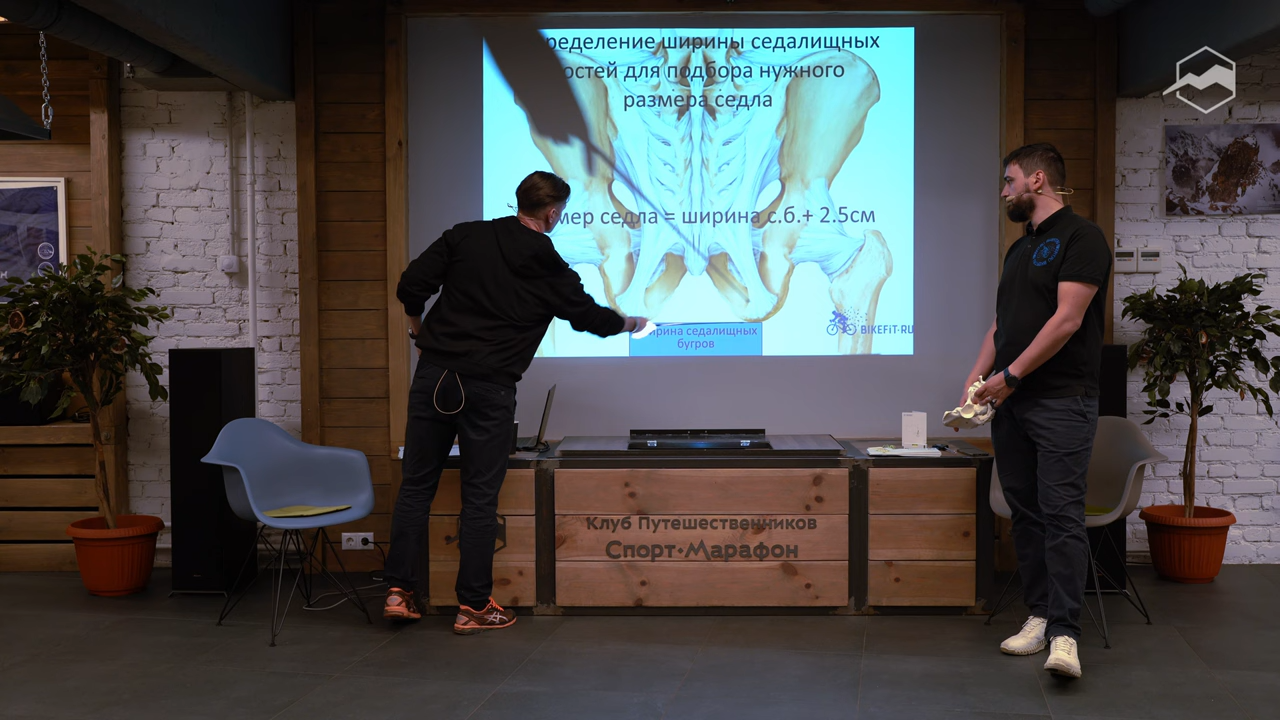 ределение ширины седалищных
остей для подбора нужного
размера седла
мер седла = ширина с.б.+ 2.5см
ирина седалищных
бугров
BIKEFIT-RU
Клуб Путешественников
Спорт-Марафон